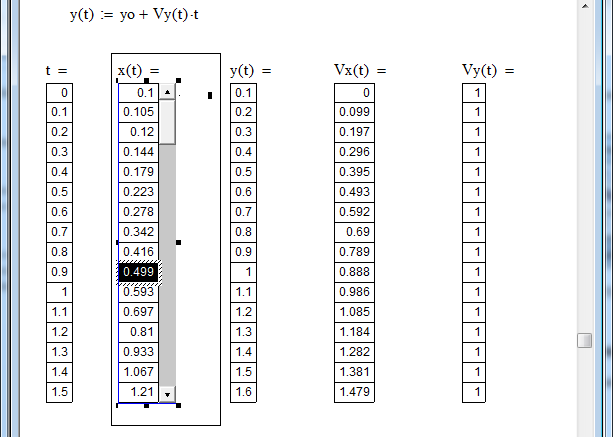 y(t) := yo + Vy(t)·t
t = x(t) = y(t) = Vx(t) = Vy(t) =
0 0.1 0.1 0 1
0.1 0.105 0.2 0.099 1
0.2 0.12 0.3 0.197 1
0.3 0.144 0.4 0.296 1
0.4 0.179 0.5 0.395 1
0.5 0.223 0.6 0.493 1
0.6 0.278 0.7 0.592 1
0.7 0.342 0.8 0.69 1
0.8 0.416 0.9 0.789 1
0.9 0.499 1 0.888 1
1 0.593 1.1 0.986 1
1.1 0.697 1.2 1.085 1
1.2 0.81 1.3 1.184 1
1.3 0.933 1.4 1.282 1
1.4 1.067 1.5 1.381 1
1.5 1.21 1.6 1.479 1